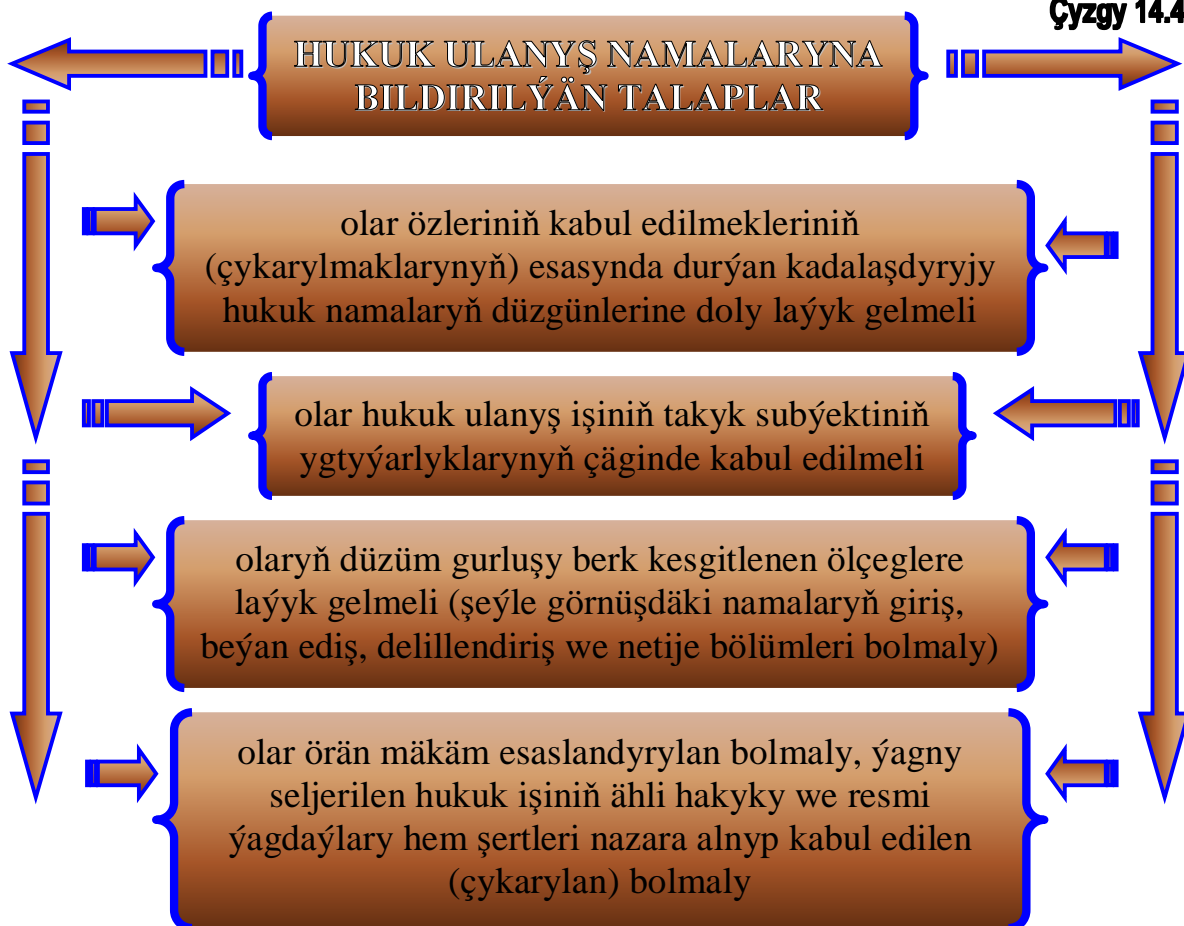 Çyzgy 14.4
HUKUK ULANYŞ NAMALARYNA
BILDIRILÝÄN TALAPLAR
olar özleriniň kabul edilmekleriniň
(çykarylmaklarynyň) esasynda durýan kadalaşdyryjy
hukuk namalaryň düzgünlerine doly laýyk gelmeli
olar hukuk ulanyş işiniň takyk subýektiniň
ygtyýarlyklarynyň çäginde kabul edilmeli
olaryň düzüm gurluşy berk kesgitlenen ölçeglere
laýyk gelmeli (şeýle görnüşdäki namalaryň giriş,
beýan ediş, delillendiriş we netije bölümleri bolmaly)
olar örän mäkäm esaslandyrylan bolmaly, ýagny
seljerilen hukuk işiniň ähli hakyky we resmi
ýagdaýlary hem şertleri nazara alnyp kabul edilen
(çykarylan) bolmaly